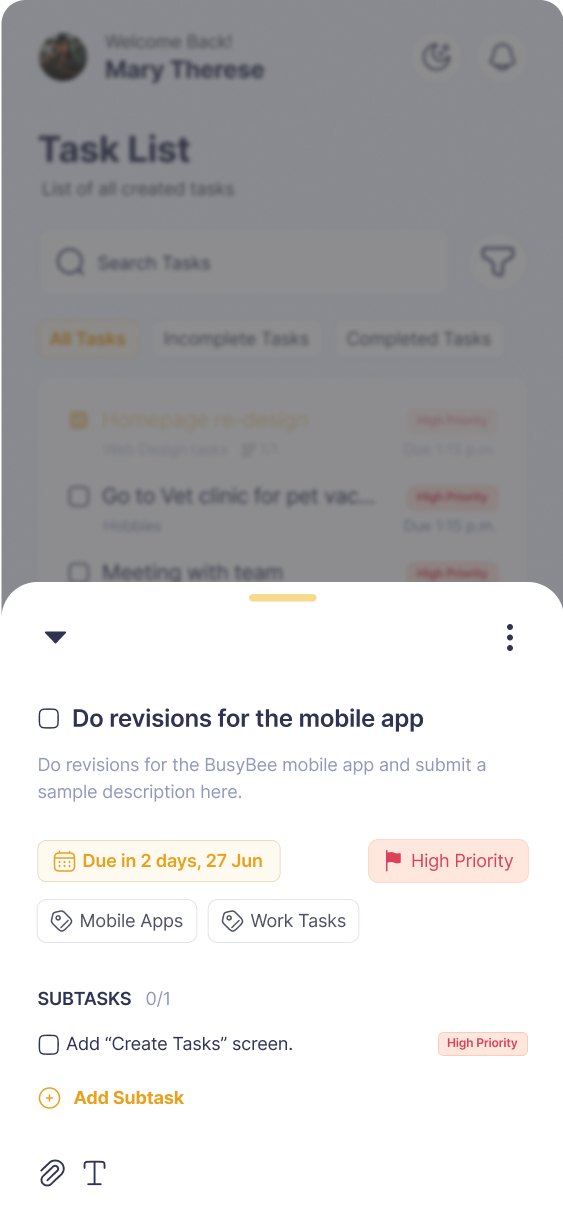 Welcome Back!
Mary Therese
Task List
List of all created tasks
Search Tasks
All Tasks
Incomplete Tasks
Completed Tasks
Homepage re-design
High Priority
Web Design tasks
Due 1:15 p.m.
Go to Vet clinic for pet vac...
High Priority
Hobbies
Due 1:15 p.m.
Meeting with team
High Priority
Do revisions for the mobile app
Do revisions for the BusyBee mobile app and submit a
sample description here.
Due in 2 days, 27 Jun
High Priority
Mobile Apps
Work Tasks
SUBTASKS 0/1
Add “Create Tasks” screen.
High Priority
Add Subtask